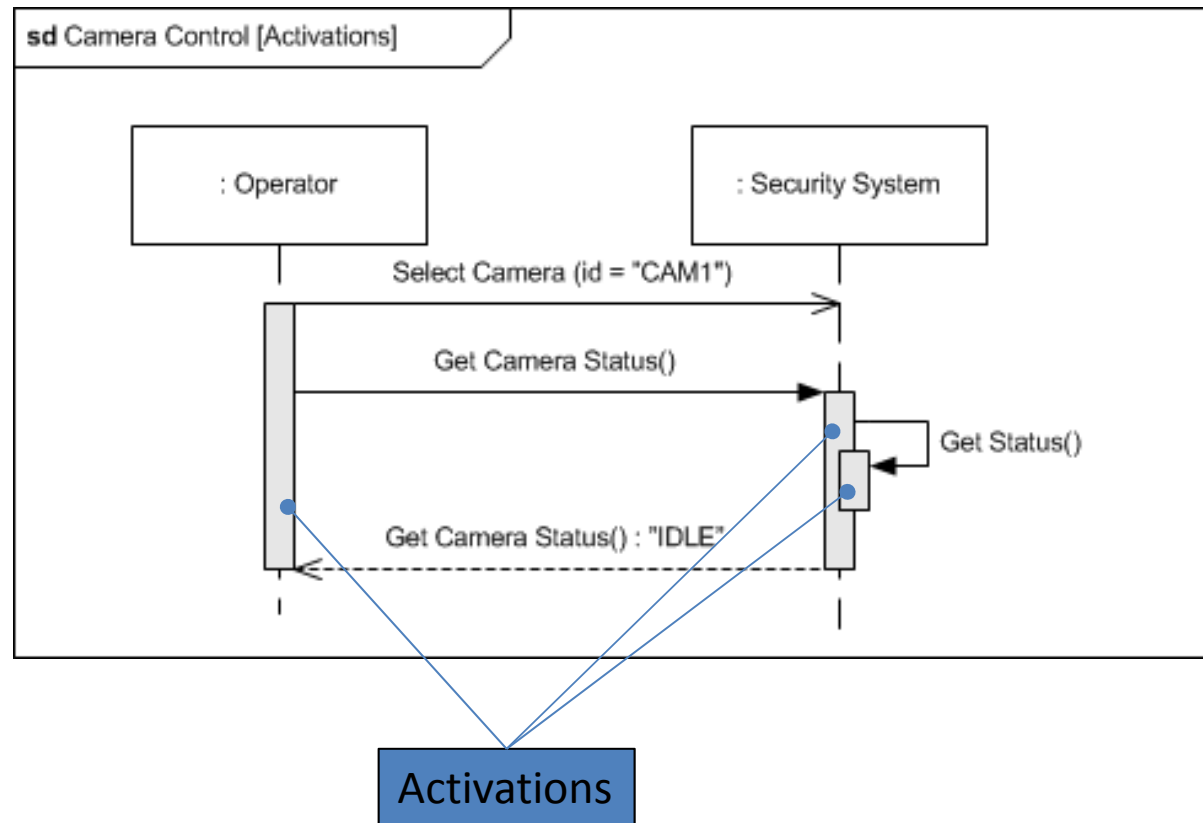 sd Camera Control [Activations]
: Operator
: Security System
Select Camera (id = "CAM1")
Get Camera Status()
Get Status()
Get Camera Status() : "IDLE"
Activations